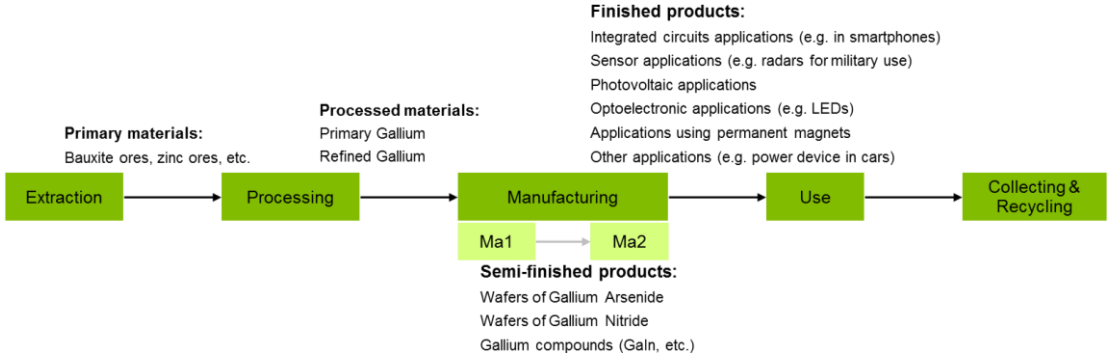 Finished products:
Integrated circuits applications (e.g. in smartphones)
Sensor applications (e.g. radars for military use)
Photovoltaic applications
Optoelectronic applications (e.g. LEDs)
Applications using permanent magnets
Other applications (e.g. power device in cars)
Processed materials:
Primary Gallium
Refined Gallium
Primary materials:
Bauxite ores, zinc ores, etc.
Extraction
Processing
Manufacturing
Use
Collecting &
Recycling
Ma1
Ma2
Semi-finished products:
Wafers of Gallium Arsenide
Wafers of Gallium Nitride
Gallium compounds (GaIn, etc.)